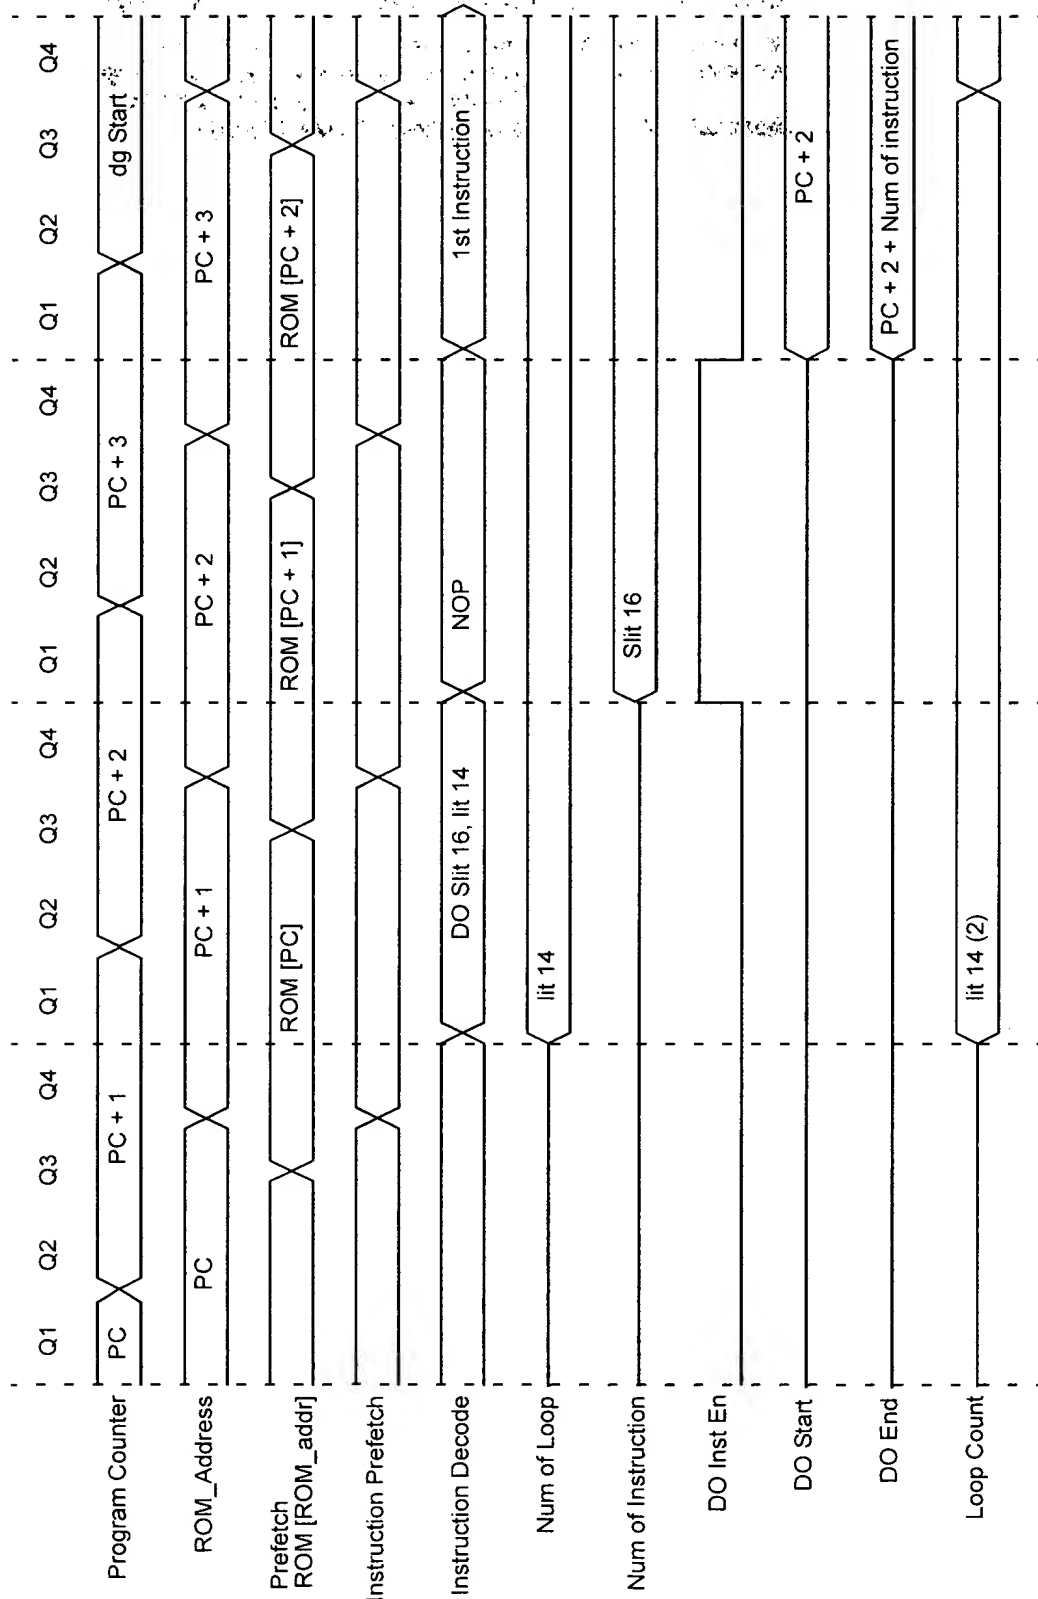 Q1 Q2 Q3 Q4 Q1 Q2 Q3 Q4 Q1 Q2 Q3 Q4 Q1 Q2 Q3 Q4
Program Counter PC PC + 1 PC + 2 PC + 3 dg Start
ROM_Address PC PC + 1 PC + 2 PC + 3
Prefetch
ROM [ROM_addr] ROM [PC] ROM [PC + 1] ROM [PC + 2]
Instruction Prefetch
Instruction Decode DO Slit 16, lit 14 NOP 1st Instruction
Num of Loop lit 14
Num of Instruction Slit 16
DO Inst En
DO Start PC + 2
DO End PC + 2 + Num of instruction
Loop Count lit 14 (2)